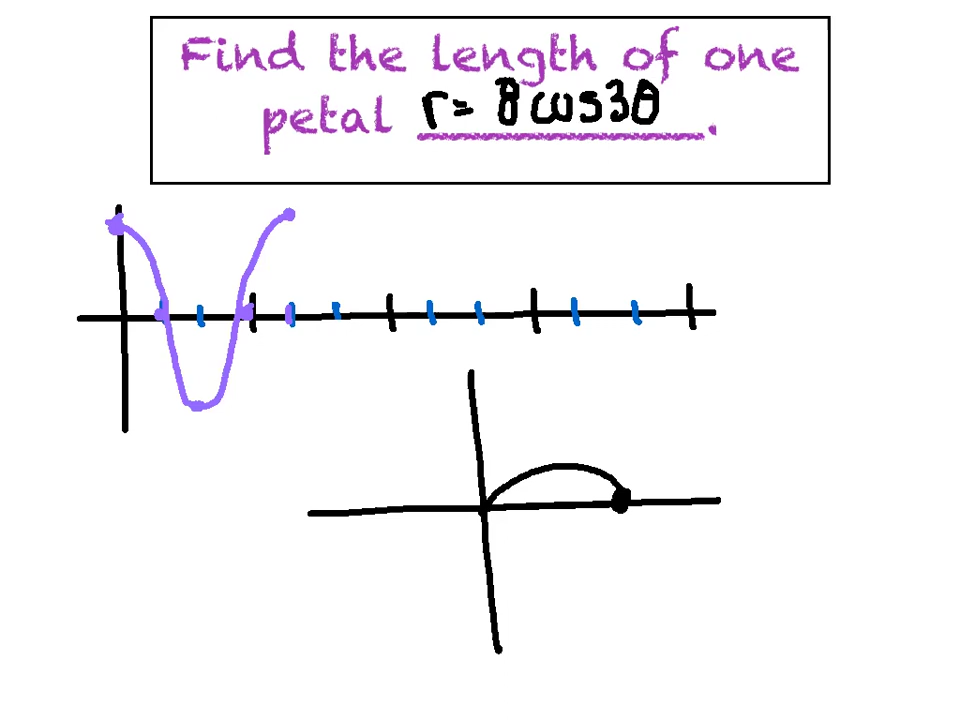 Find the length of one
petal r= 8cos3θ.